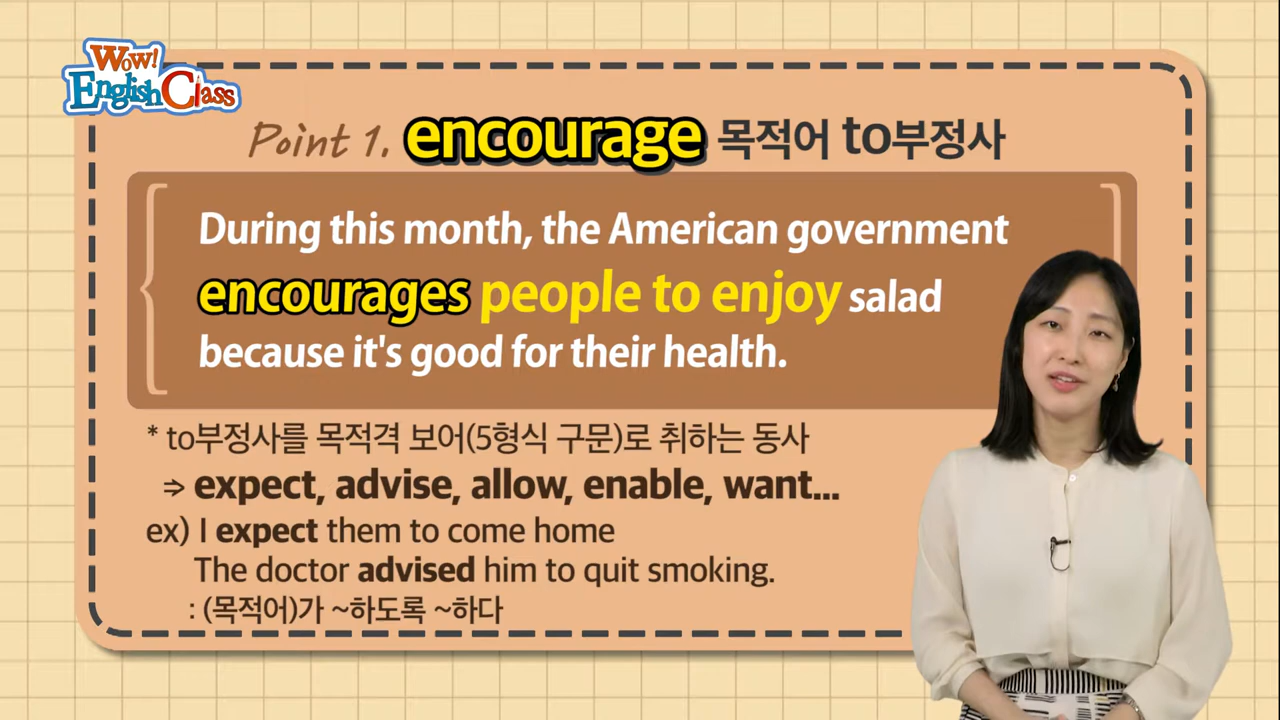 Wow!
English Class
Point 1. encourage 목적어 to부정사
During this month, the American government
encourages people to enjoy salad
because it's good for their health.
* to부정사를 목적격 보어(5형식 구문)로 취하는 동사
⇒ expect, advise, allow, enable, want...
ex) I expect them to come home
The doctor advised him to quit smoking.
: (목적어)가 ~하도록 ~하다